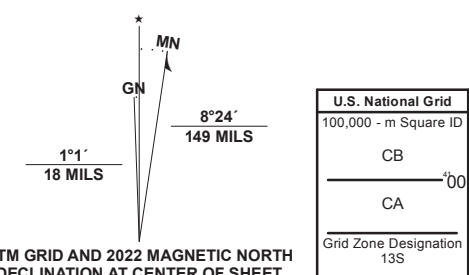 ★
MN
GN
8°24´
149 MILS
1°1´
18 MILS
TM GRID AND 2022 MAGNETIC NORTH
DECLINATION AT CENTER OF SHEET
U.S. National Grid
100,000 - m Square ID
CB
4100
CA
Grid Zone Designation
13S